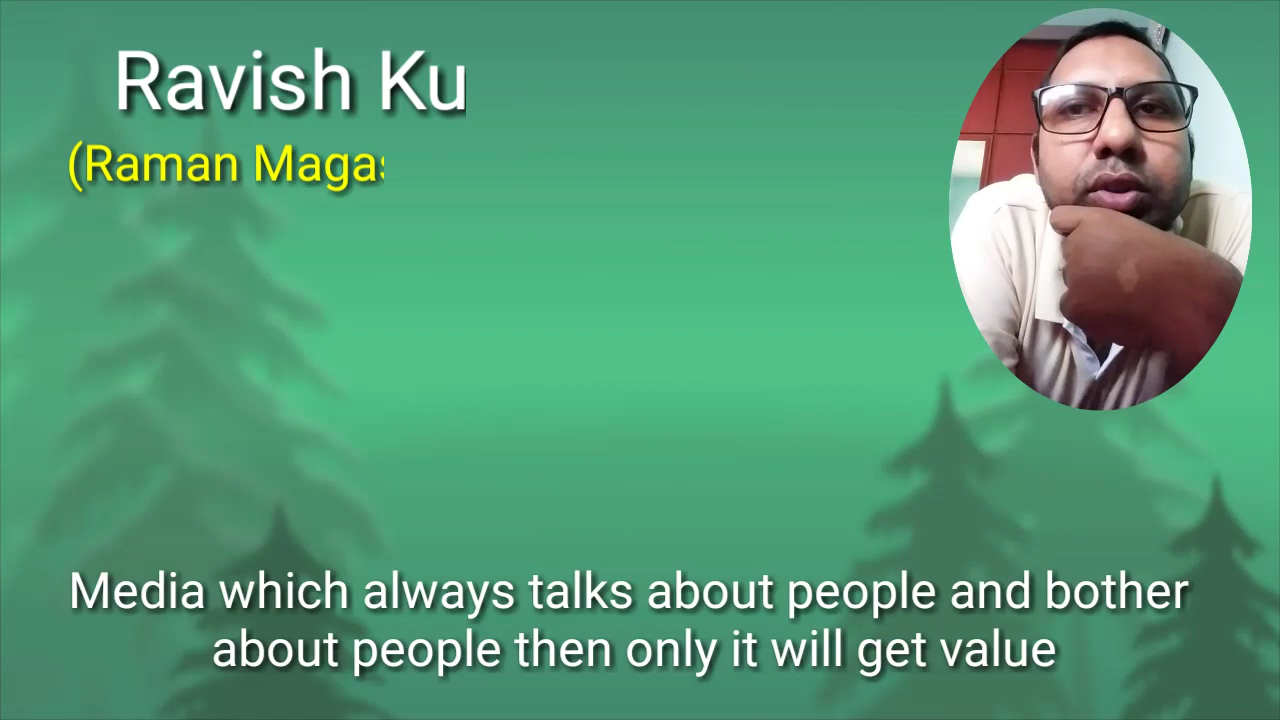 Ravish Ku
(Raman Maga
Media which always talks about people and bother
about people then only it will get value